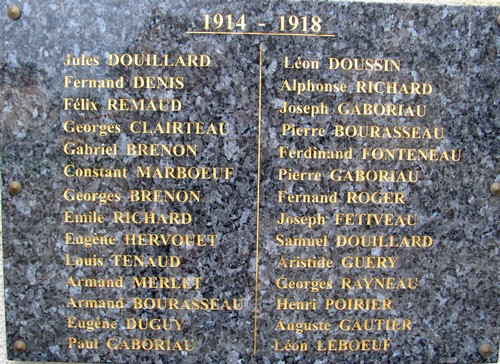 1914 - 1918
Jules DOUILLARD
Fernand DENIS
Félix REMAUD
Georges CLAIRTEAU
Gabriel BRENON
Constant MARBOEUF
Georges BRENON
Emile RICHARD
Eugène HERVOUET
Louis TENAUD
Armand MERLET
Armand BOURASSEAU
Eugène DUGUY
Paul GABORIAU
Léon DOUSSIN
Alphonse RICHARD
Joseph GABORIAU
Pierre BOURASSEAU
Ferdinand FONTENEAU
Pierre GABORIAU
Fernand ROGER
Joseph FETIVEAU
Samuel DOUILLARD
Aristide GUERY
Georges RAYNEAU
Henri POIRIER
Auguste GAUTIER
Léon LEBOEUF